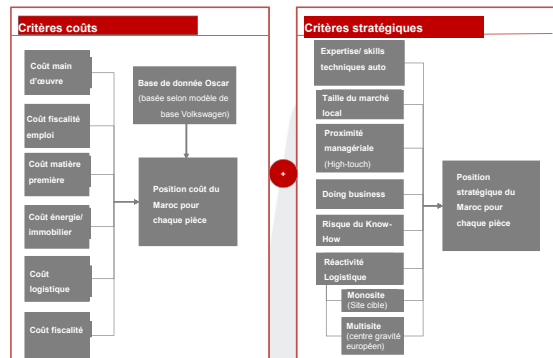 Critères coûts
Coût main
d'œuvre
Coût fiscalité
emploi
Coût matière
première
Coût énergie/
immobilier
Coût
logistique
Coût fiscalité
Base de donnée Oscar
(basée selon modèle de
base Volkswagen)
Position coût du
Maroc pour
chaque pièce
+
Critères stratégiques
Expertise/ skills
techniques auto
Taille du marché
local
Proximité
managériale
(High-touch)
Doing business
Risque du Know-
How
Réactivité
Logistique
Monosite
(Site cible)
Multisite
(centre gravité
européen)
Position
stratégique du
Maroc pour
chaque pièce